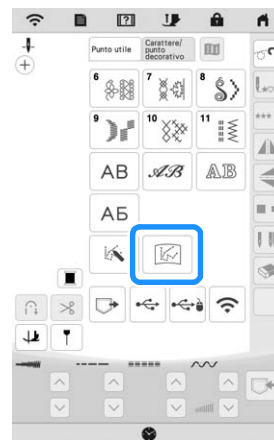 Punto utile
Carattere/
punto
decorativo
6
7
8
9
10
11
AB
AB
AB
АБ